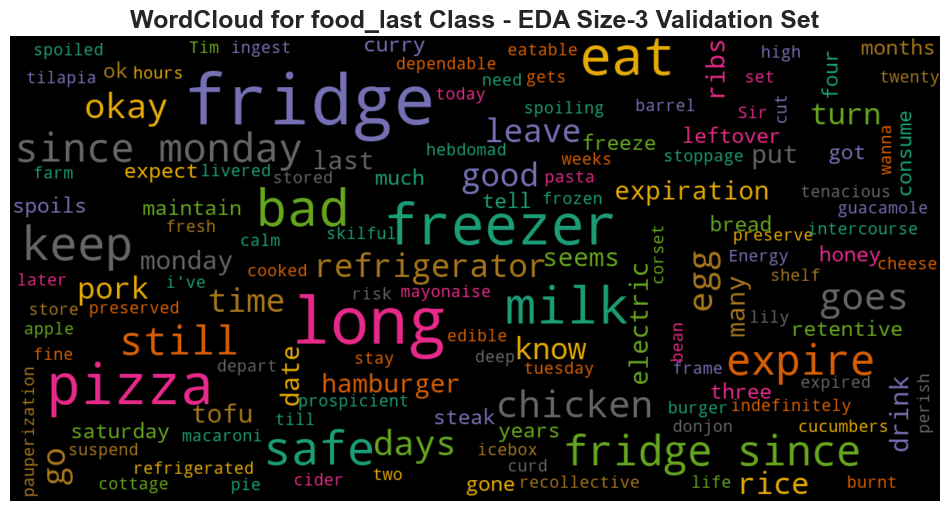 WordCloud for food_last Class - EDA Size-3 Validation Set
spoiled Tim ingest curry eatable eat ribs high months
tilapia ok hours dependable need gets set four twenty
fridge today spoiling barrel Sir cut turn
okay leave freeze leftover wanna consume
since monday last hebdomad weeks stoppage put got
farm expect livered stored much good pasta tenacious
spoils maintain bad tell frozen expiration guacamole
fresh calm skilful freezer bread preserve intercourse
keep monday refrigerator seems corset egg Energy honey cheese
later i've cooked mayonaise electric many shelf
pork time risk milk goes
store preserved long edible bean lily retentive
apple still date stay deep know frame expire
fine depart hamburger tuesday three expired
pizza prospicient steak chicken burger indefinitely drink perish
pauperization tofu till donjon cucumbers
saturday macaroni safe days years fridge since
go suspend icebox
refrigerated two curd life burnt
cottage pie cider gone recollective rice